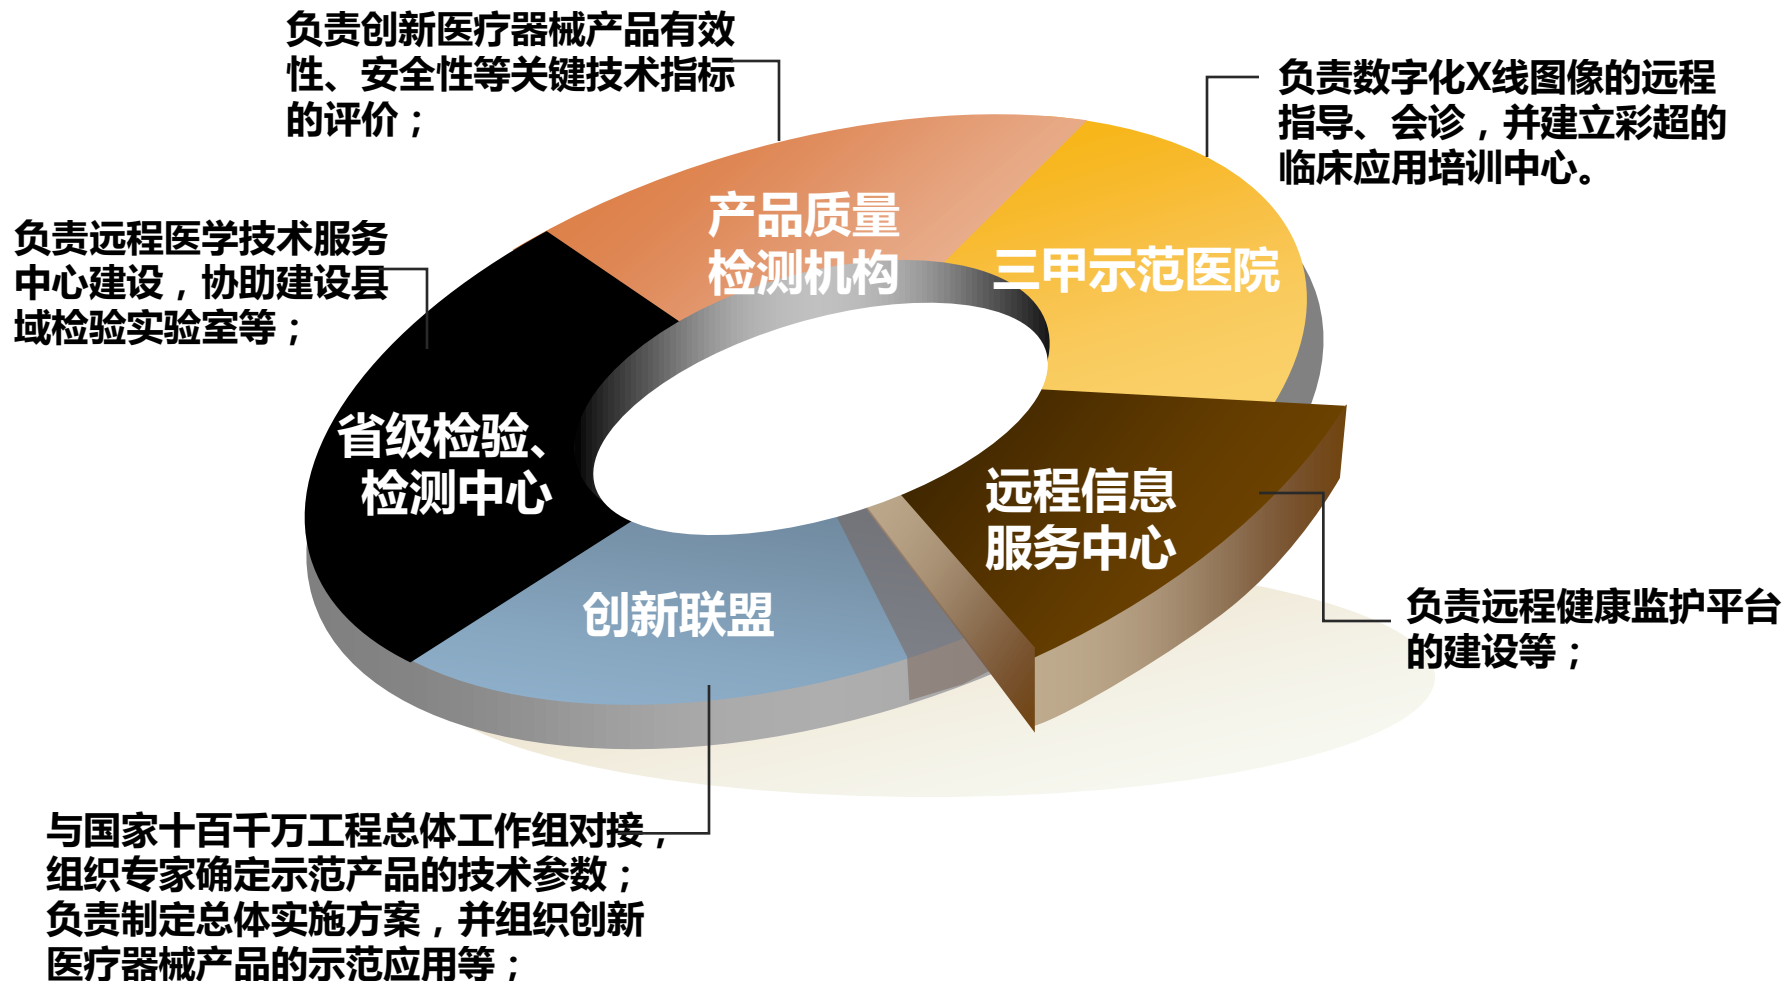 负责创新医疗器械产品有效
性、安全性等关键技术指标
的评价；
负责数字化X线图像的远程
指导、会诊，并建立彩超的
临床应用培训中心。
产品质量
检测机构
三甲示范医院
负责远程医学技术服务
中心建设，协助建设县
域检验实验室等；
省级检验、
检测中心
远程信息
服务中心
创新联盟
负责远程健康监护平台
的建设等；
与国家十百千万工程总体工作组对接，
组织专家确定示范产品的技术参数；
负责制定总体实施方案，并组织创新
医疗器械产品的示范应用等；